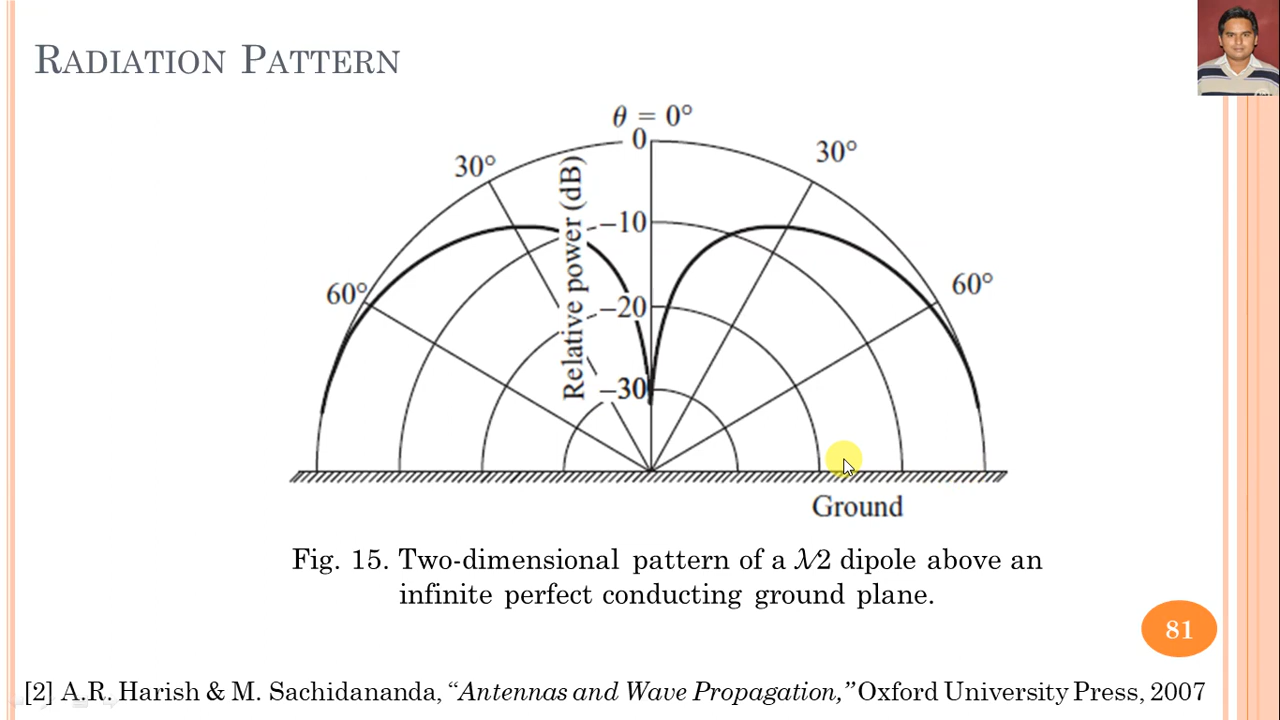 RADIATION PATTERN
θ = 0°
0
30°
30°
Relative power (dB)
–10
60°
60°
–20
–30
Ground
Fig. 15. Two-dimensional pattern of a λ/2 dipole above an
infinite perfect conducting ground plane.
81
[2] A.R. Harish & M. Sachidananda, “Antennas and Wave Propagation,” Oxford University Press, 2007